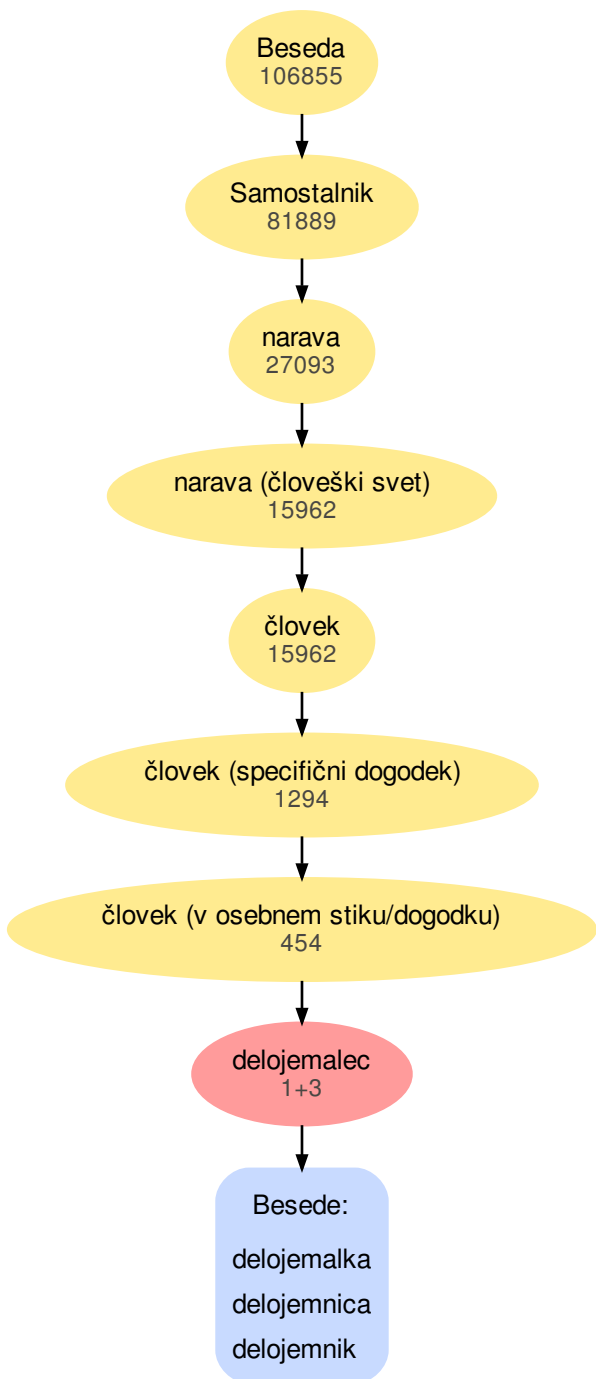 Beseda
106855
Samostalnik
81889
narava
27093
narava (človeški svet)
15962
človek
15962
človek (specifični dogodek)
1294
človek (v osebnem stiku/dogodku)
454
delojemalec
1+3
Besede:
delojemalka
delojemnica
delojemnik